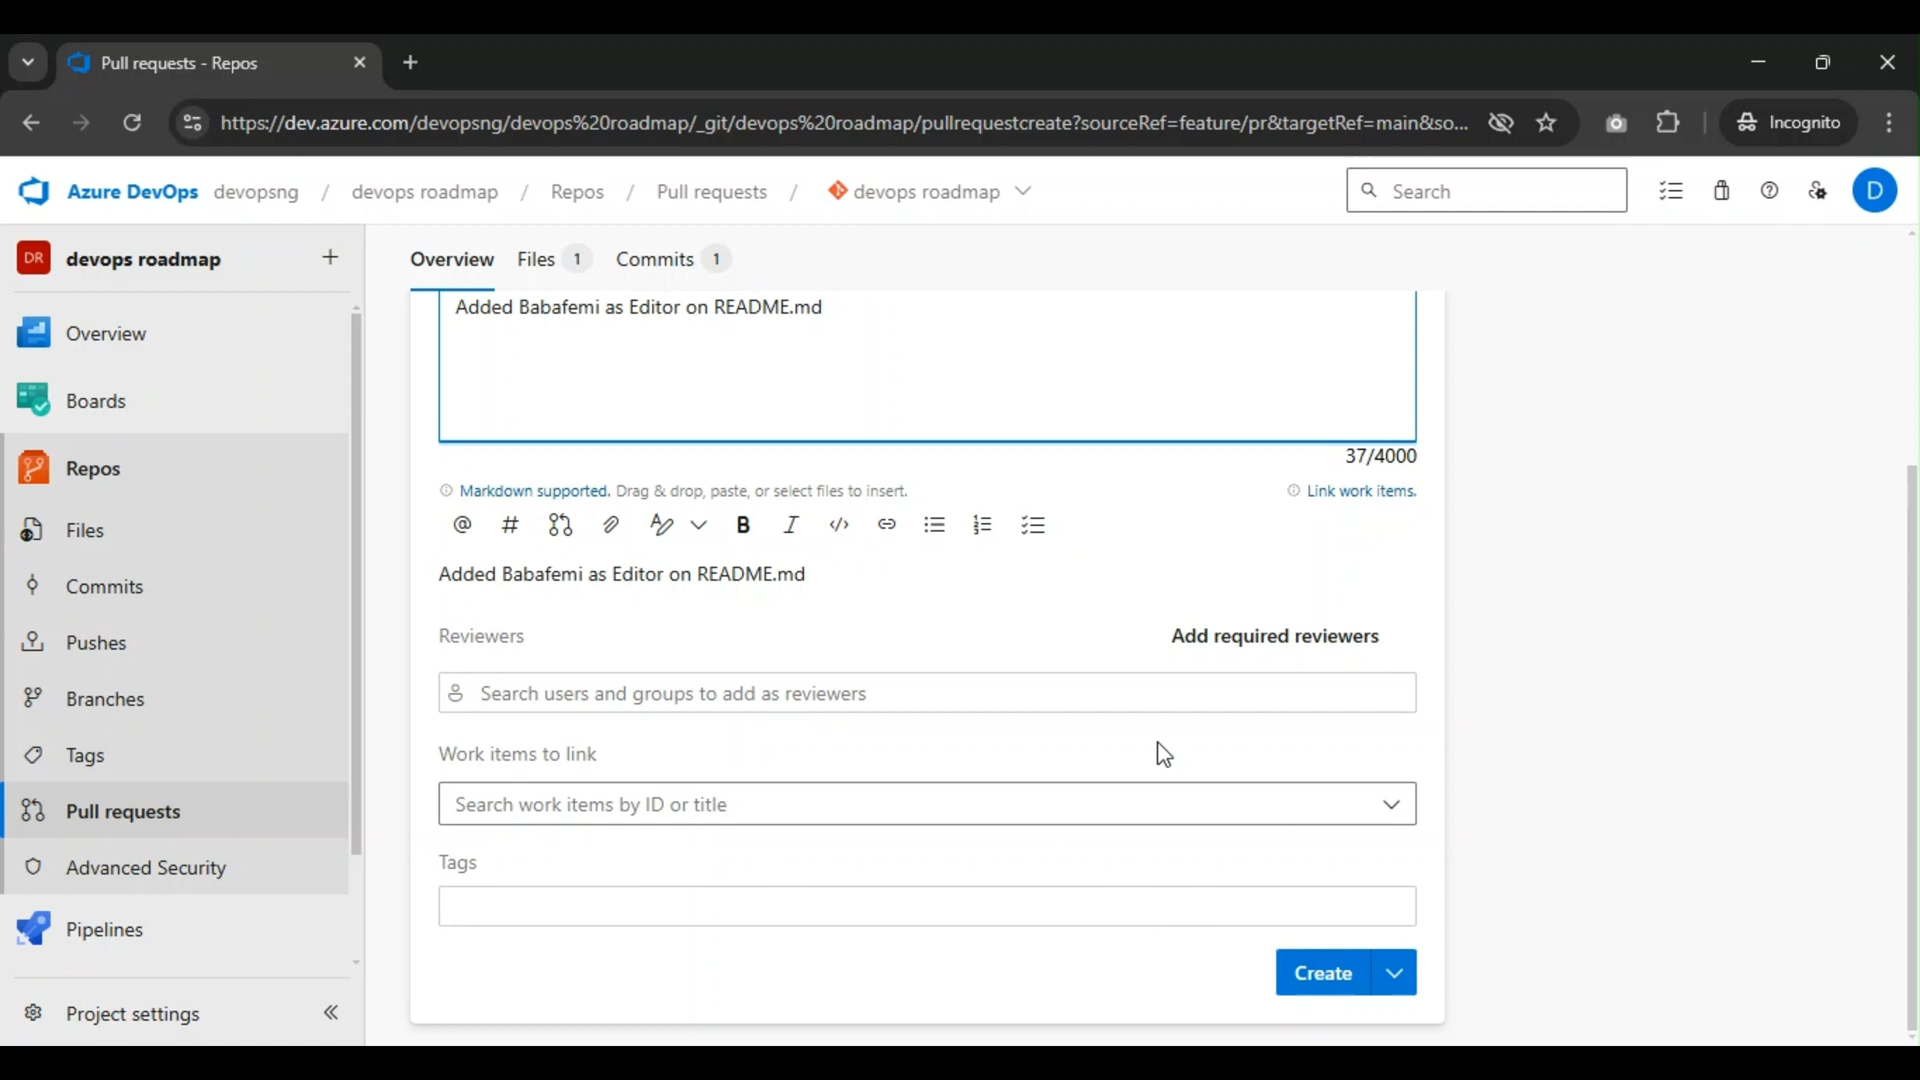 Pull requests - Repos
https://dev.azure.com/devopsng/devops%20roadmap/_git/devops%20roadmap/pullrequestcreate?sourceRef=feature/pr&targetRef=main&so...
Incognito
Azure DevOps devopsng / devops roadmap / Repos / Pull requests / devops roadmap
Search
D
DR devops roadmap
Overview
Boards
Repos
Files
Commits
Pushes
Branches
Tags
Pull requests
Advanced Security
Pipelines
Project settings
Overview Files 1 Commits 1
Added Babafemi as Editor on README.md
37/4000
Markdown supported. Drag & drop, paste, or select files to insert.
Link work items.
Added Babafemi as Editor on README.md
Reviewers
Add required reviewers
Search users and groups to add as reviewers
Work items to link
Search work items by ID or title
Tags
Create